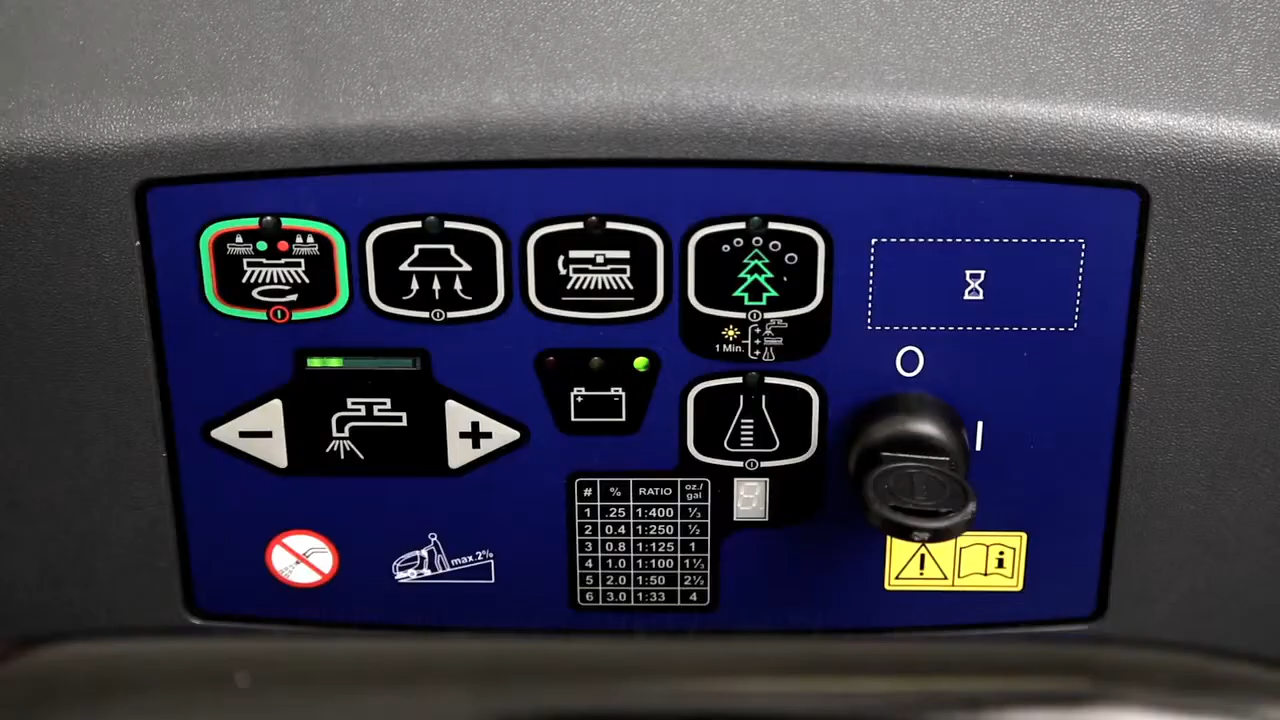 1 Min.
O
I
− +
# % RATIO oz./gal
1 .25 1:400 ⅓
2 0.4 1:250 ½
3 0.8 1:125 1
4 1.0 1:100 1⅓
5 2.0 1:50 2½
6 3.0 1:33 4
max.2%